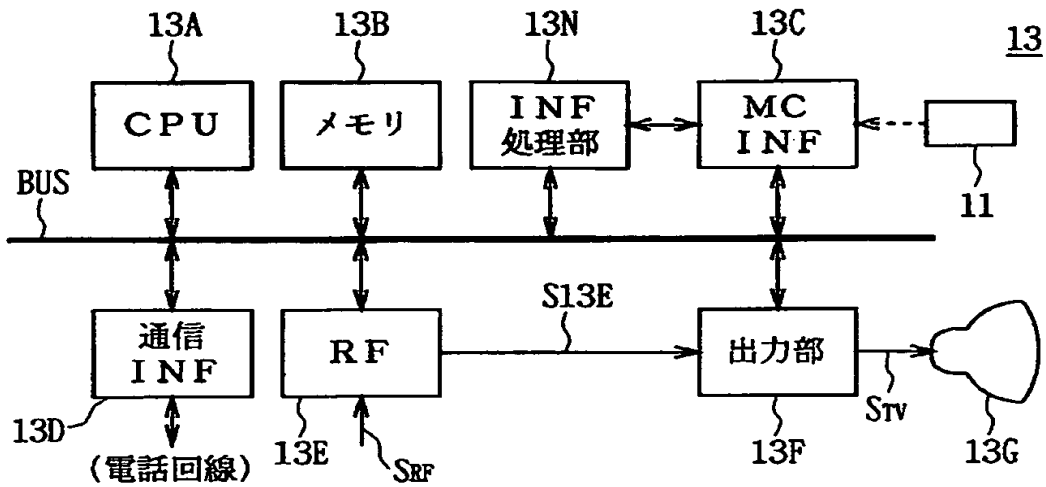 13A
13B
13N
13C
13
CPU
メモリ
INF
処理部
MC
INF
11
BUS
S13E
通信
INF
RF
出力部
STV
13D
13E
SRF
13F
13G
(電話回線)